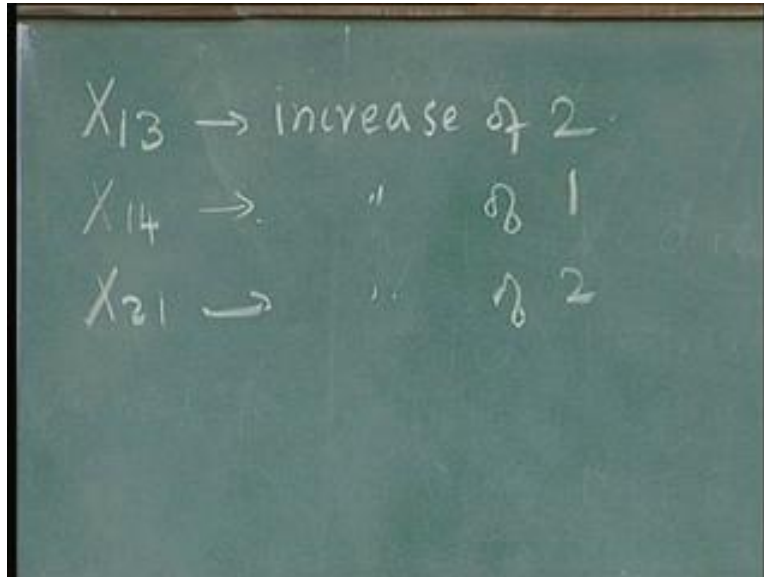 X13 → increase of 2
X14 → " of 1
X21 → " of 2